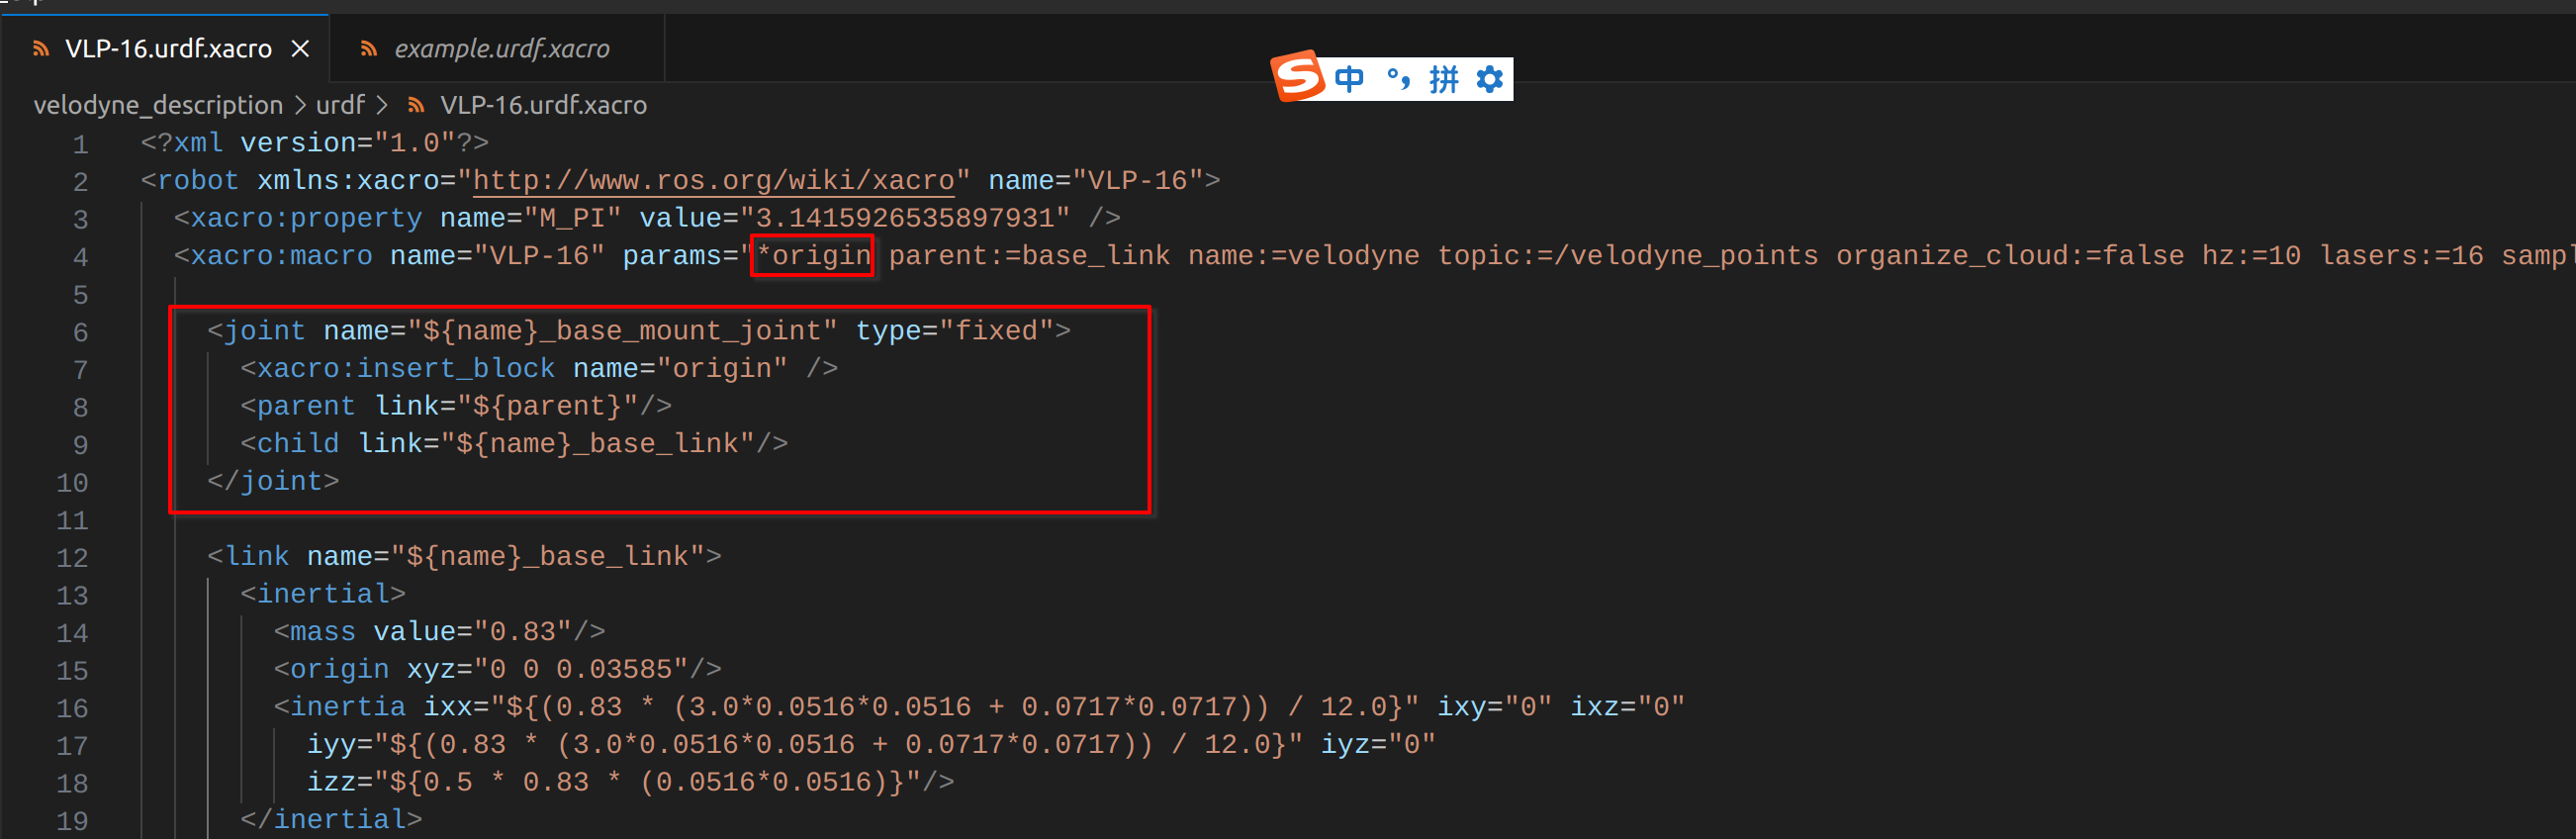 VLP-16.urdf.xacro
example.urdf.xacro
中 °, 拼
velodyne_description > urdf > VLP-16.urdf.xacro
1 <?xml version="1.0"?>
2 <robot xmlns:xacro="http://www.ros.org/wiki/xacro" name="VLP-16">
3 <xacro:property name="M_PI" value="3.1415926535897931" />
4 <xacro:macro name="VLP-16" params="*origin parent:=base_link name:=velodyne topic:=/velodyne_points organize_cloud:=false hz:=10 lasers:=16 sampl
5
6 <joint name="${name}_base_mount_joint" type="fixed">
7 <xacro:insert_block name="origin" />
8 <parent link="${parent}"/>
9 <child link="${name}_base_link"/>
10 </joint>
11
12 <link name="${name}_base_link">
13 <inertial>
14 <mass value="0.83"/>
15 <origin xyz="0 0 0.03585"/>
16 <inertia ixx="${(0.83 * (3.0*0.0516*0.0516 + 0.0717*0.0717)) / 12.0}" ixy="0" ixz="0"
17 iyy="${(0.83 * (3.0*0.0516*0.0516 + 0.0717*0.0717)) / 12.0}" iyz="0"
18 izz="${0.5 * 0.83 * (0.0516*0.0516)}"/>
19 </inertial>